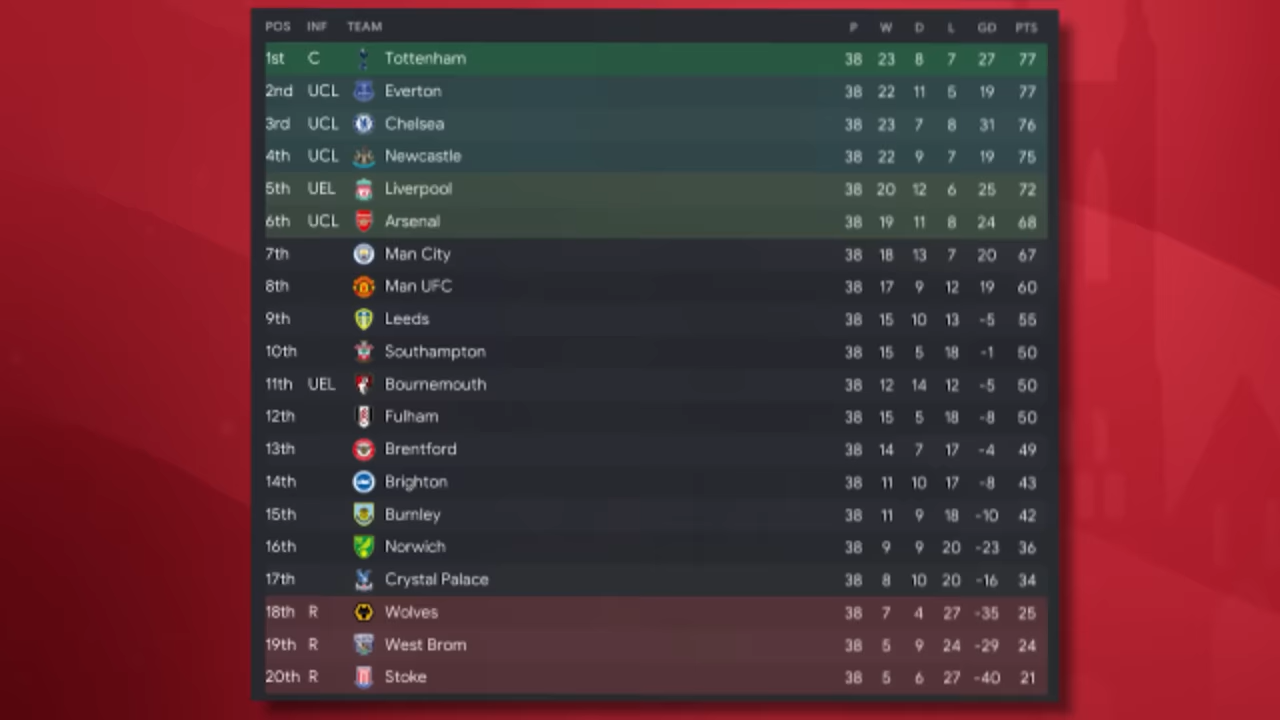 POS INF TEAM P W D L GD PTS
1st C Tottenham 38 23 8 7 27 77
2nd UCL Everton 38 22 11 5 19 77
3rd UCL Chelsea 38 23 7 8 31 76
4th UCL Newcastle 38 22 9 7 19 75
5th UEL Liverpool 38 20 12 6 25 72
6th UCL Arsenal 38 19 11 8 24 68
7th Man City 38 18 13 7 20 67
8th Man UFC 38 17 9 12 19 60
9th Leeds 38 15 10 13 -5 55
10th Southampton 38 15 5 18 -1 50
11th UEL Bournemouth 38 12 14 12 -5 50
12th Fulham 38 15 5 18 -8 50
13th Brentford 38 14 7 17 -4 49
14th Brighton 38 11 10 17 -8 43
15th Burnley 38 11 9 18 -10 42
16th Norwich 38 9 9 20 -23 36
17th Crystal Palace 38 8 10 20 -16 34
18th R Wolves 38 7 4 27 -35 25
19th R West Brom 38 5 9 24 -29 24
20th R Stoke 38 5 6 27 -40 21